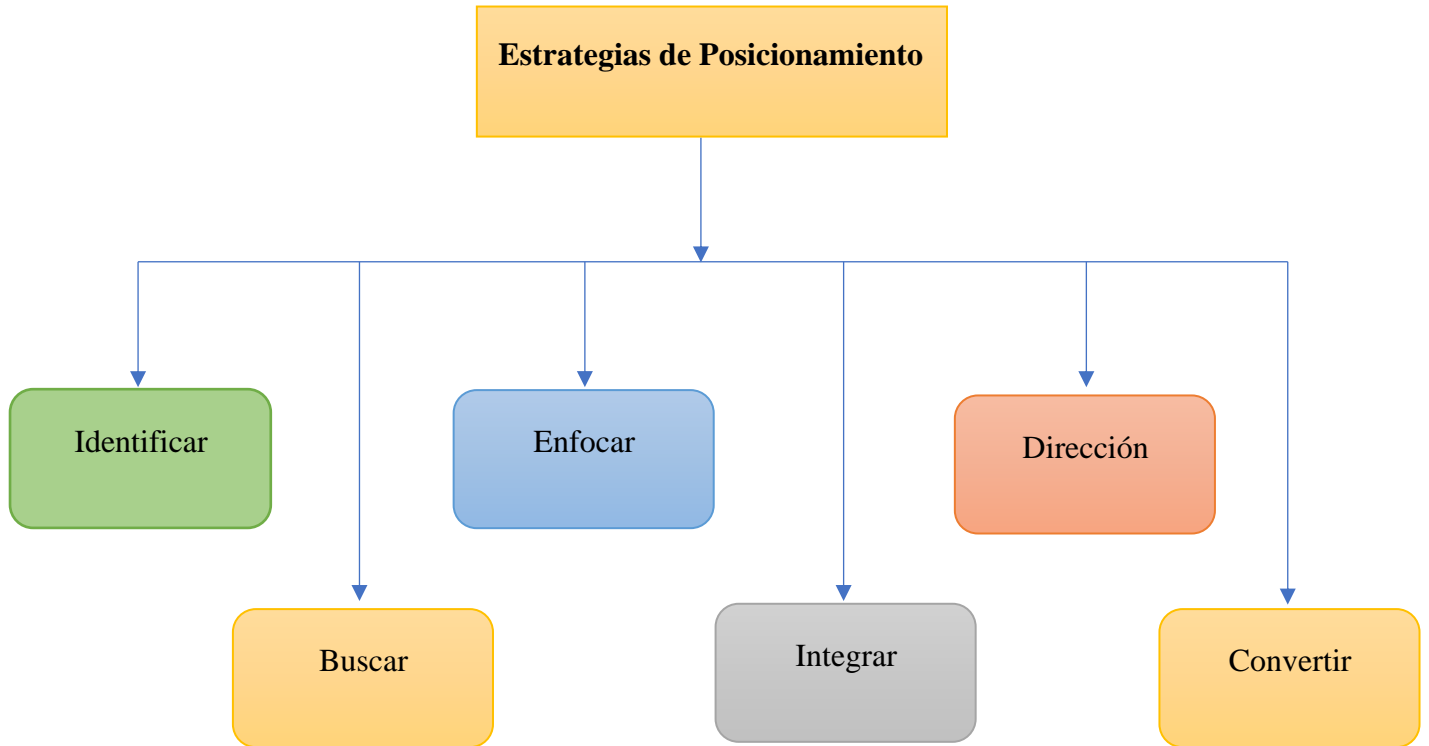 Estrategias de Posicionamiento
Identificar
Enfocar
Dirección
Buscar
Integrar
Convertir